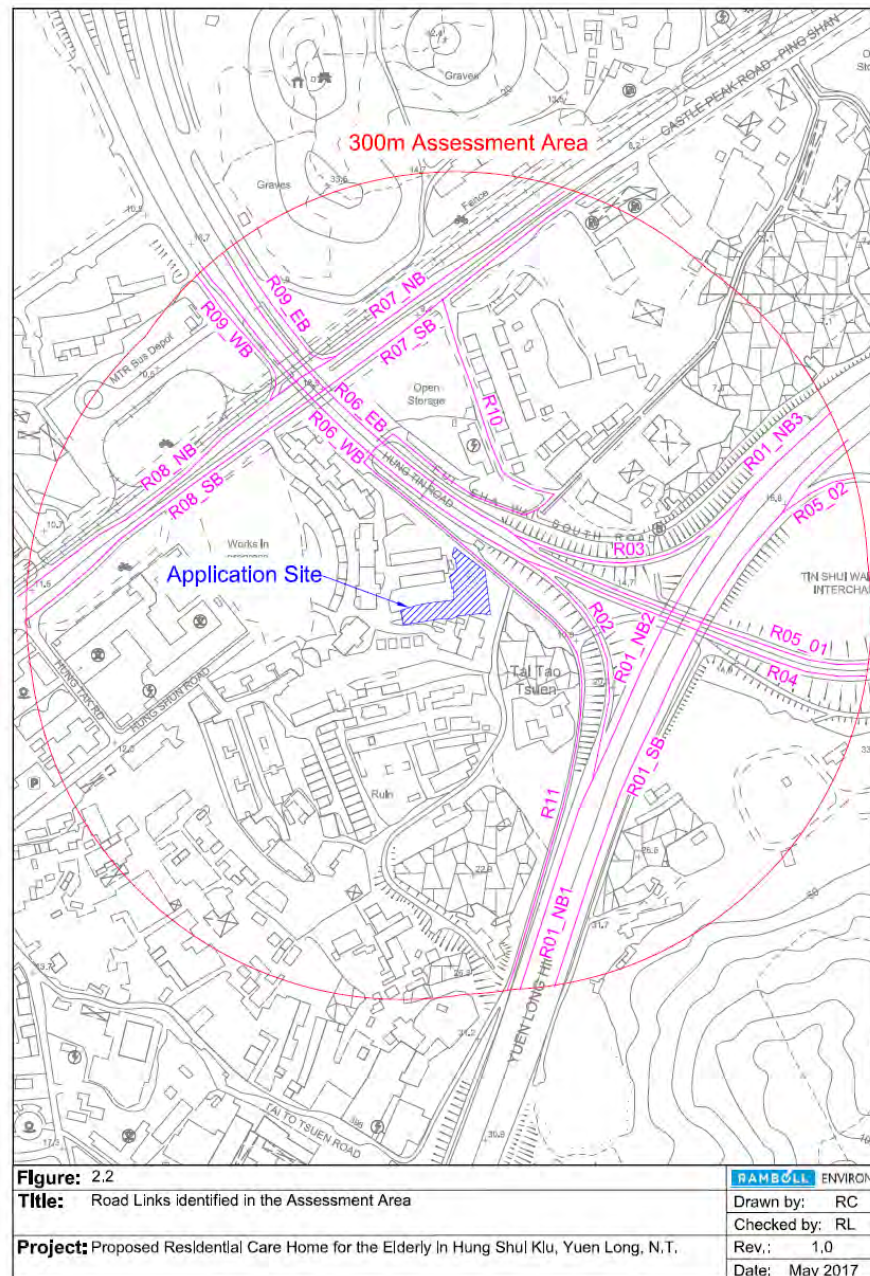 Graves
CASTLE PEAK ROAD - PING SHAN
300m Assessment Area
Graves
Fence
R09_EB
R07_NB
R09_WB
R07_SB
MTR Bus Depot
R06_EB
Open
Storage
R10
R06_WB
R01_NB3
HUNG TIN ROAD
R08_NB
R08_SB
R05_02
R03
Works in
Application Site
TIN SHUI WAI
INTERCHA
R02
R01_NB2
R05_01
R04
Tai Tao
Tsuen
HUNG TAK RD
HUNG SHUN ROAD
R01_SB
P
Ruin
R11
R01_NB1
YUEN LONG HI
TAI TO TSUEN ROAD
Figure: 2.2
Title: Road Links identified in the Assessment Area
Project: Proposed Residential Care Home for the Elderly in Hung Shui Kiu, Yuen Long, N.T.
RAMBOLL ENVIRON
Drawn by: RC
Checked by: RL
Rev.: 1.0
Date: May 2017